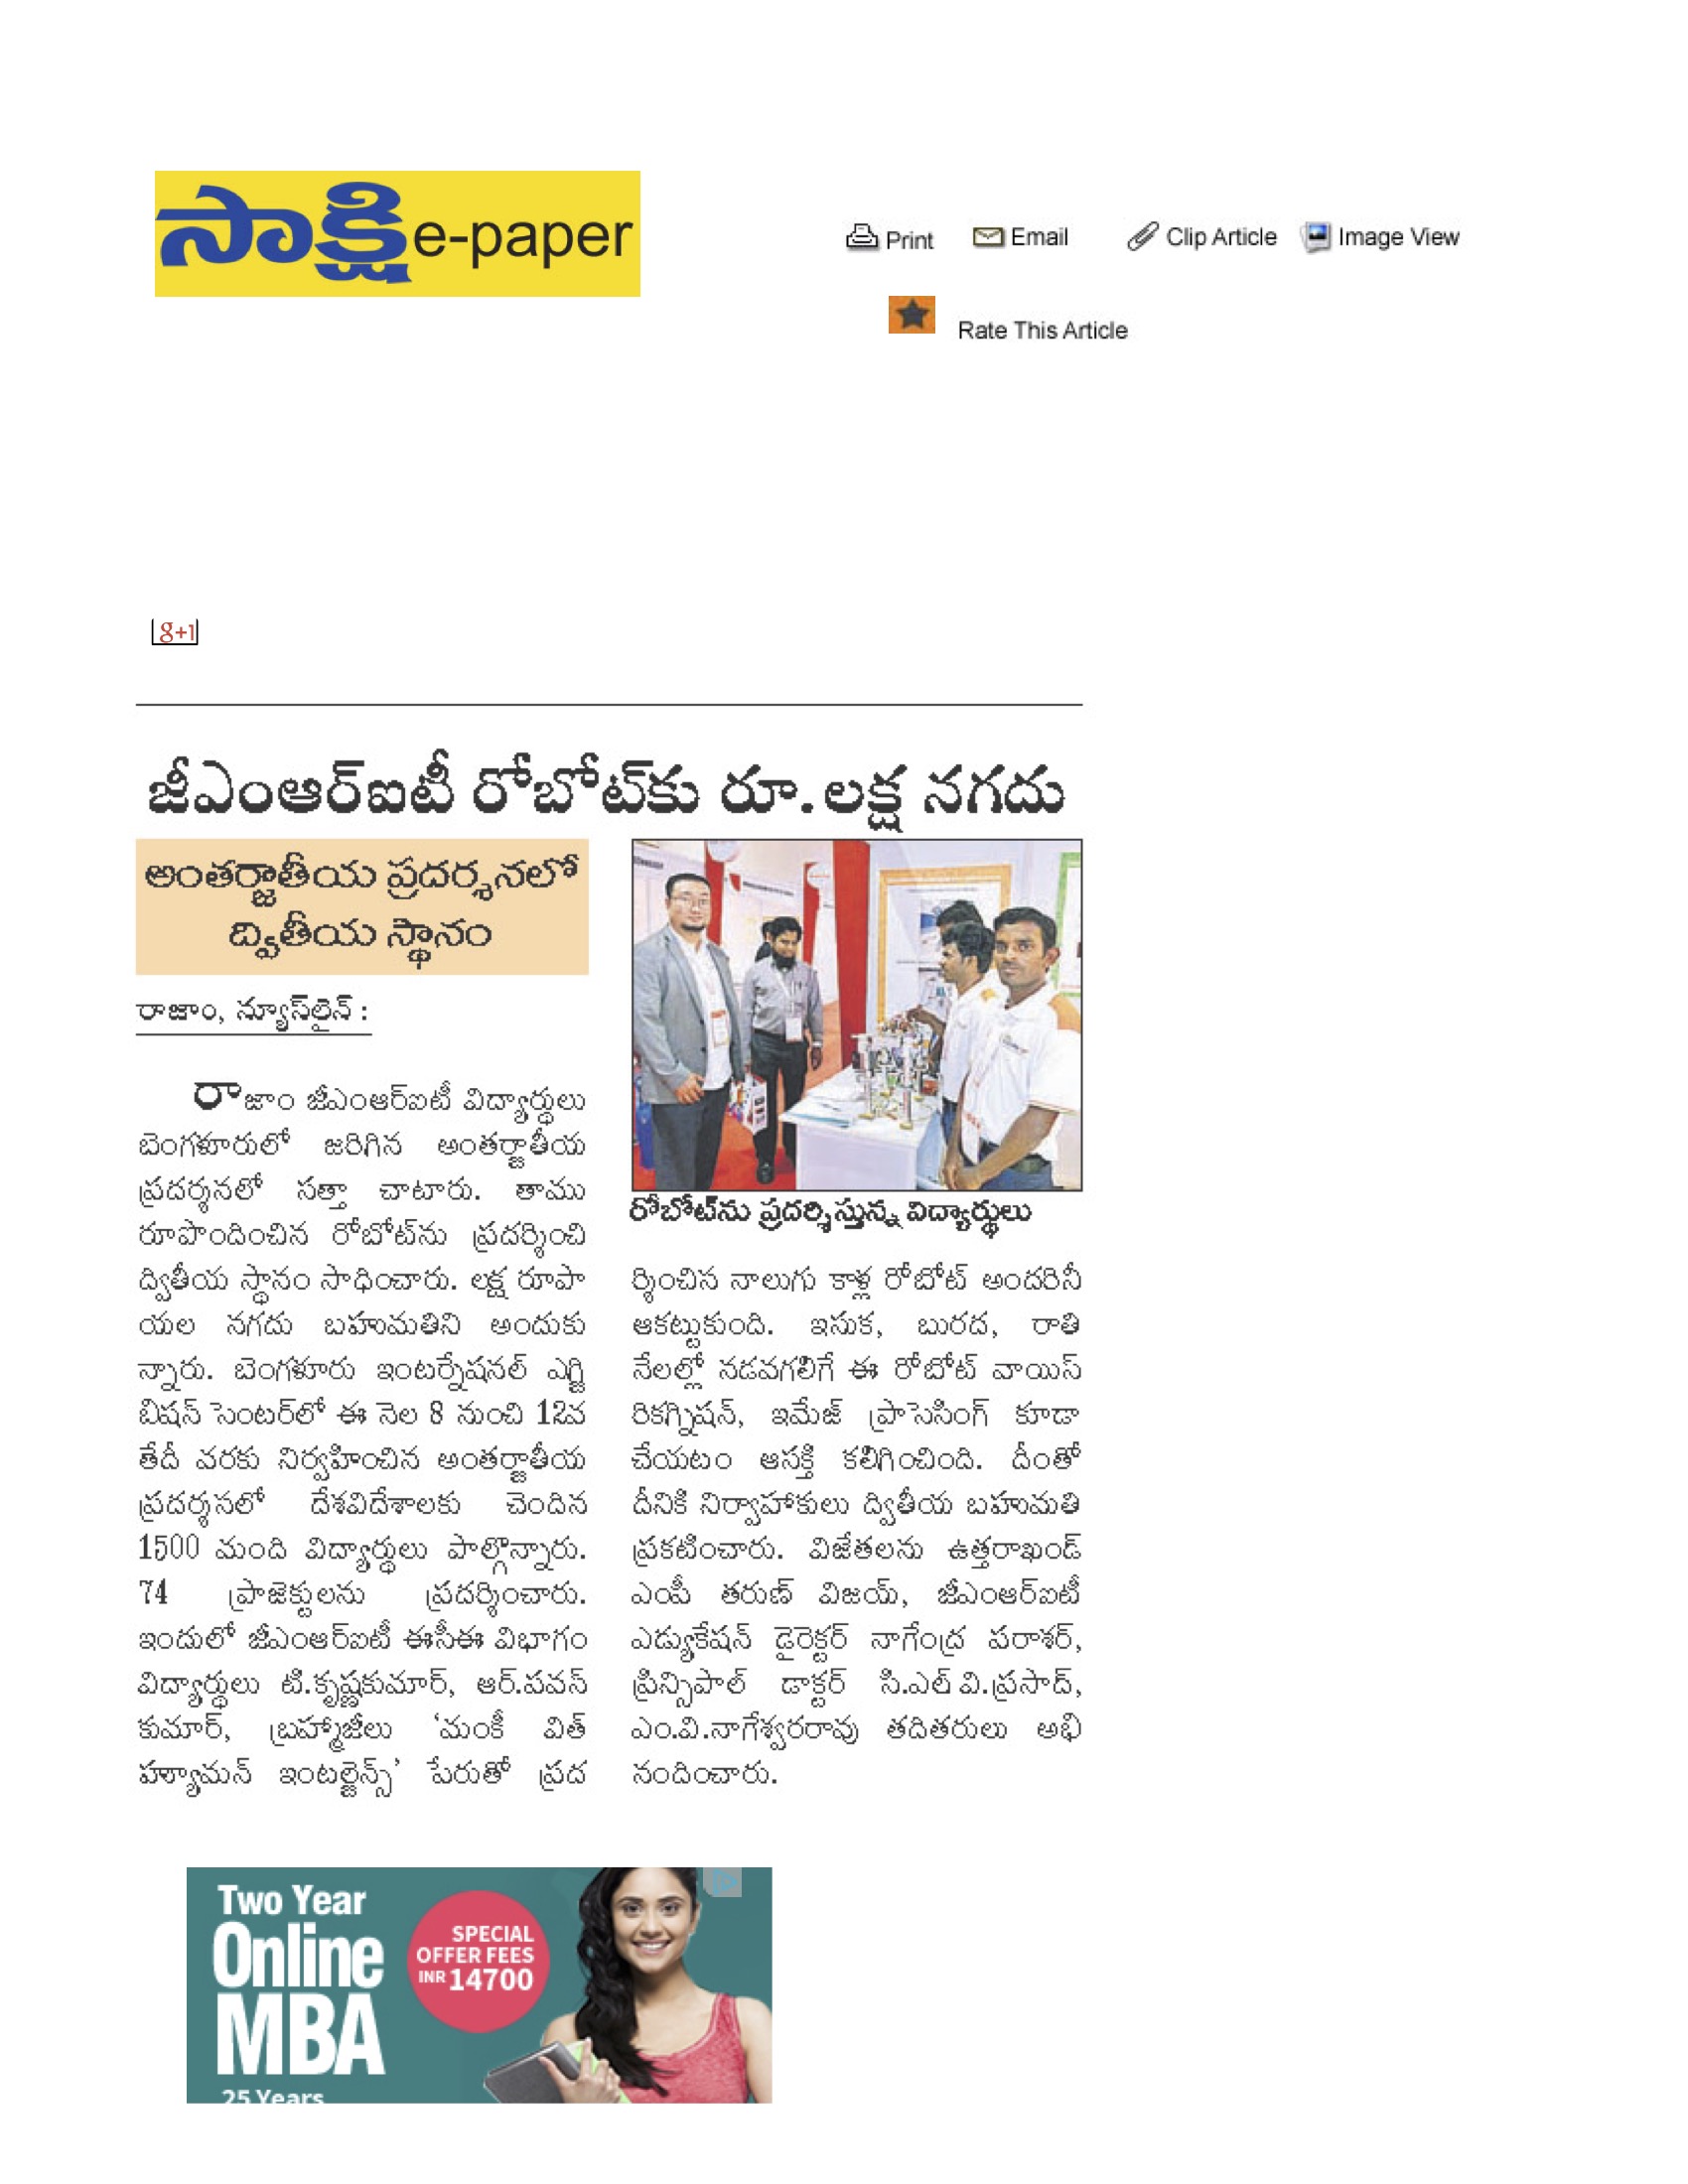 సాక్షి e-paper
Print Email Clip Article Image View
Rate This Article
g+1
జీఎంఆర్ఐటీ రోబోట్‌కు రూ.లక్ష నగదు
అంతర్జాతీయ ప్రదర్శనలో
ద్వితీయ స్థానం
రాజాం, న్యూస్‌లైన్ :
రాజాం జీఎంఆర్ఐటీ విద్యార్థులు
బెంగళూరులో జరిగిన అంతర్జాతీయ
ప్రదర్శనలో సత్తా చాటారు. తాము
రూపొందించిన రోబోట్‌ను ప్రదర్శించి
ద్వితీయ స్థానం సాధించారు. లక్ష రూపా
యల నగదు బహుమతిని అందుకు
న్నారు. బెంగళూరు ఇంటర్నేషనల్ ఎగ్జి
బిషన్ సెంటర్‌లో ఈ నెల 8 నుంచి 12వ
తేదీ వరకు నిర్వహించిన అంతర్జాతీయ
ప్రదర్శనలో దేశవిదేశాలకు చెందిన
1500 మంది విద్యార్థులు పాల్గొన్నారు.
74 ప్రాజెక్టులను ప్రదర్శించారు.
ఇందులో జీఎంఆర్ఐటీ ఈసీఈ విభాగం
విద్యార్థులు టి.కృష్ణకుమార్, ఆర్.పవన్
కుమార్, బ్రహ్మాజీలు ‘మంకీ విత్
హ్యూమన్ ఇంటల్జెన్స్’ పేరుతో ప్రద
రోబోట్‌ను ప్రదర్శిస్తున్న విద్యార్థులు
ర్శించిన నాలుగు కాళ్ల రోబోట్ అందరినీ
ఆకట్టుకుంది. ఇసుక, బురద, రాతి
నేలల్లో నడవగలిగే ఈ రోబోట్ వాయిస్
రికగ్నిషన్, ఇమేజ్ ప్రాసెసింగ్ కూడా
చేయటం ఆసక్తి కలిగించింది. దీంతో
దీనికి నిర్వాహాకులు ద్వితీయ బహుమతి
ప్రకటించారు. విజేతలను ఉత్తరాఖండ్
ఎంపీ తరుణ్ విజయ్, జీఎంఆర్ఐటీ
ఎడ్యుకేషన్ డైరెక్టర్ నాగేంద్ర పరాశర్,
ప్రిన్సిపాల్ డాక్టర్ సి.ఎల్.వి.ప్రసాద్,
ఎం.వి.నాగేశ్వరరావు తదితరులు అభి
నందించారు.
Two Year
Online
MBA
25 Years
SPECIAL
OFFER FEES
INR 14700